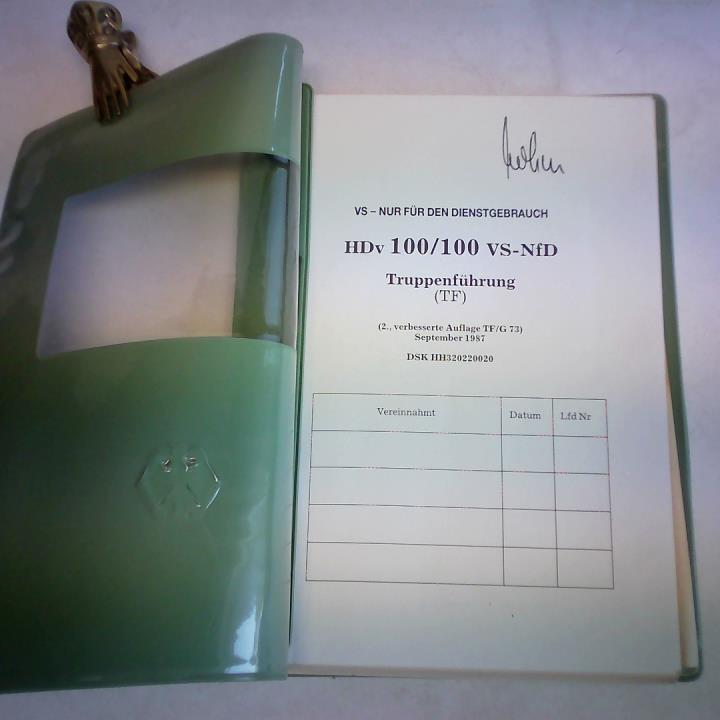 VS – NUR FÜR DEN DIENSTGEBRAUCH
HDv 100/100 VS-NfD
Truppenführung
(TF)
(2., verbesserte Auflage TF/G 73)
September 1987
DSK HH320220020
Vereinnahmt Datum Lfd Nr